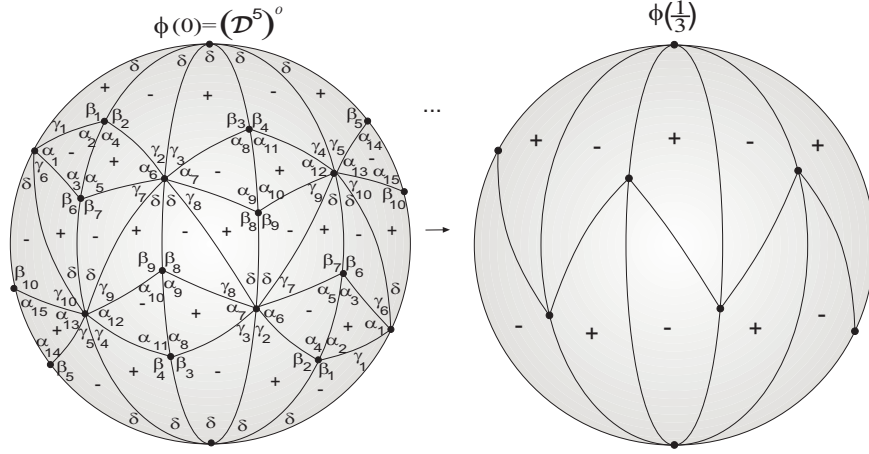 ϕ(0)=(𝒟⁵)ᵒ
ϕ(1/3)
δ δ δ δ δ
+ - + - +
...
γ₁ β₁ β₂ β₃ β₄ β₅
α₁ α₂ α₄ γ₂ γ₃ α₈ α₁₁ γ₄ γ₅ α₁₄
+ - + - +
γ₆ - + α₆ α₇ α₁₂ α₁₃ -
δ α₃ α₅ γ₇ γ₈ α₉ α₁₀ γ₉ γ₁₀ α₁₅
β₆ β₇ δ δ β₈ β₉ δ δ β₁₀
- + - + - + - + - +
β₁₀ δ δ β₉ β₈ δ δ β₇ β₆
α₁₅ γ₁₀ γ₉ α₁₀ α₉ γ₈ γ₇ α₅ α₃ γ₆ δ
α₁₃ α₁₂ - + α₇ α₆ - + α₁
+ γ₅ γ₄ α₁₁ α₈ γ₃ γ₂ α₄ α₂
α₁₄ β₅ β₄ β₃ β₂ β₁ γ₁
- + - + -
δ δ δ δ δ
- + - + -